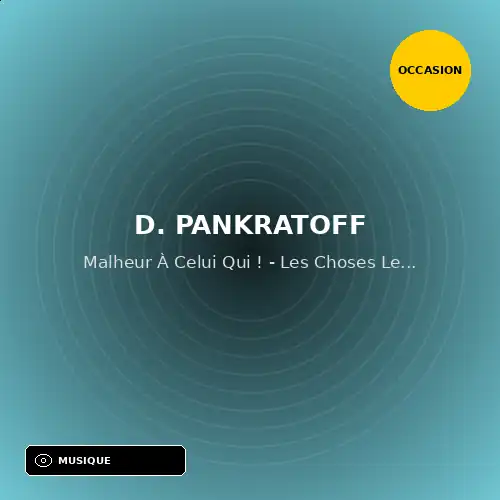 OCCASION
D. PANKRATOFF
Malheur À Celui Qui ! - Les Choses Le...
MUSIQUE